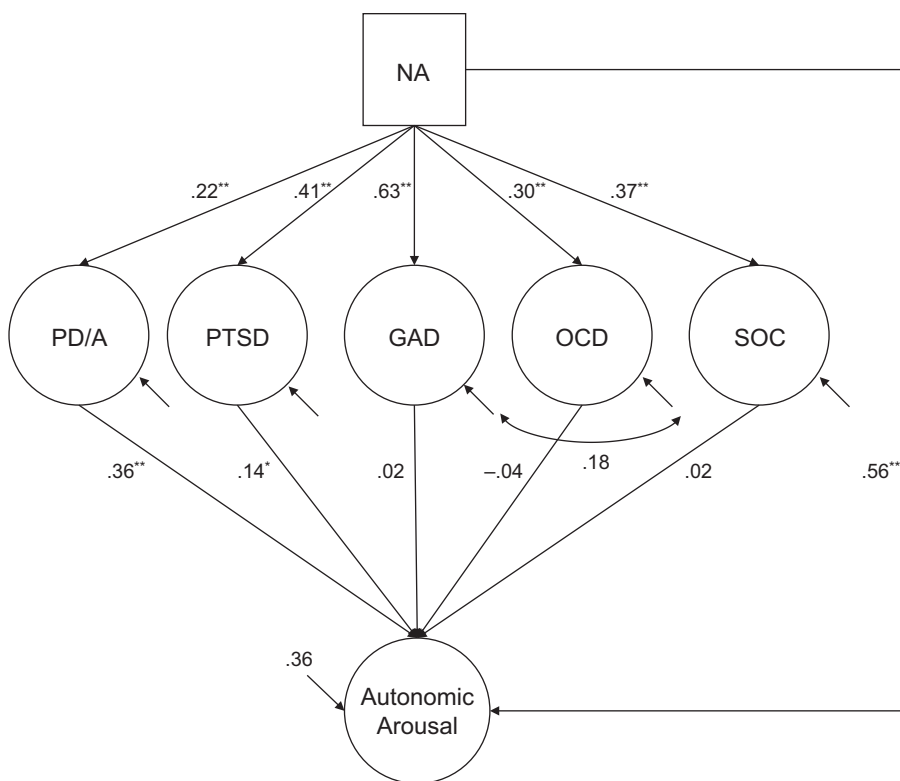 NA
.22**
.41**
.63**
.30**
.37**
PD/A
PTSD
GAD
OCD
SOC
.36**
.14*
.02
–.04
.18
.02
.56**
.36
Autonomic
Arousal